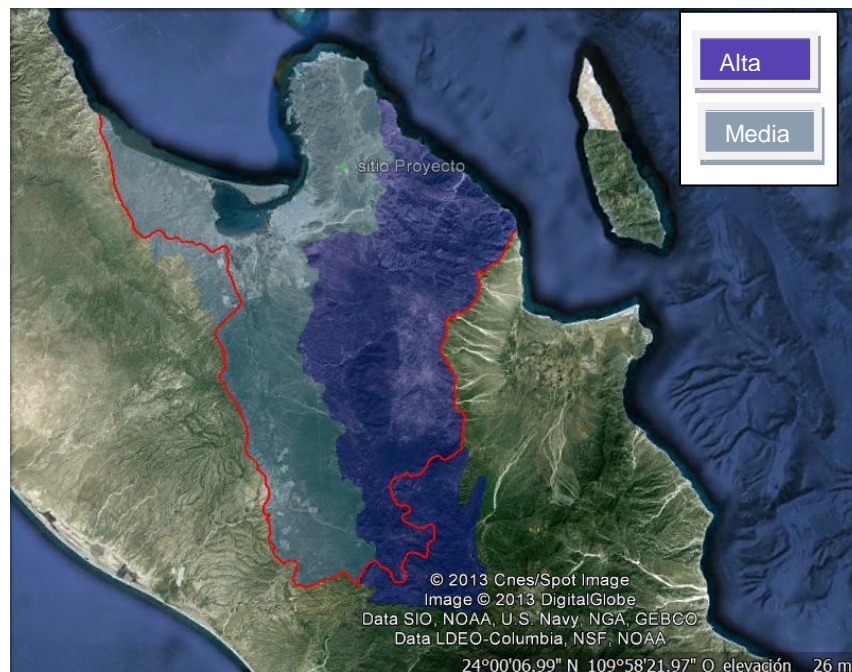 Alta
Media
sitio Proyecto
© 2013 Cnes/Spot Image
Image © 2013 DigitalGlobe
Data SIO, NOAA, U.S. Navy, NGA, GEBCO
Data LDEO-Columbia, NSF, NOAA
24°00'06.99" N 109°58'21.97" O elevación 26 m